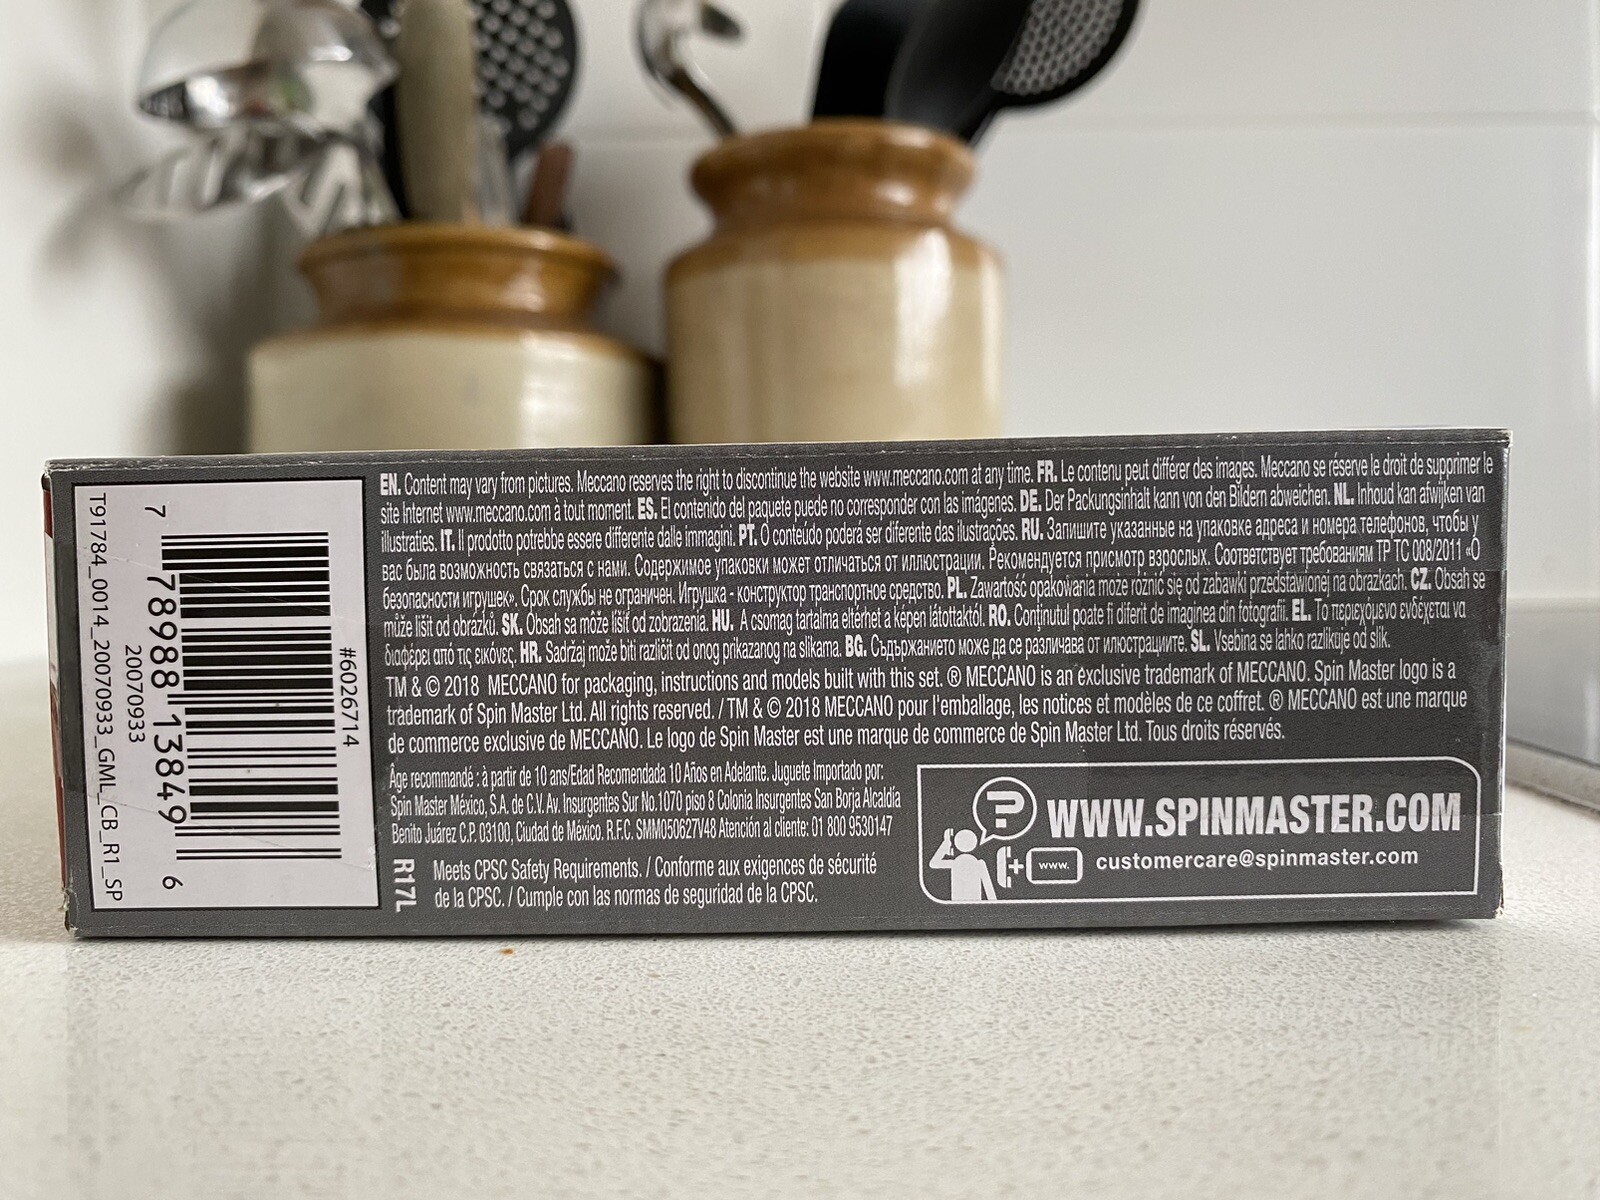 T917784_0014_20070933_GML_CB_R1_SP
20070933
7 78988 13849 6
#6026714
EN. Content may vary from pictures. Meccano reserves the right to discontinue the website www.meccano.com at any time. FR. Le contenu peut différer des images. Meccano se réserve le droit de supprimer le
site Internet www.meccano.com à tout moment. ES. El contenido del paquete puede no corresponder con las imágenes. DE. Der Packungsinhalt kann von den Bildern abweichen. NL. Inhoud kan afwijken van
illustraties. IT. Il prodotto potrebbe essere differente dalle immagini. PT. O conteúdo poderá ser diferente das ilustrações. RU. Запишите указанные на упаковке адреса и номера телефонов, чтобы у
вас была возможность связаться с нами. Содержимое упаковки может отличаться от иллюстрации. Рекомендуется присмотр взрослых. Соответствует требованиям ТР ТС 008/2011 «О
безопасности игрушек». Срок службы не ограничен. Игрушка - конструктор транспортное средство. PL. Zawartość opakowania może różnić się od zabawki przedstawionej na obrazkach. CZ. Obsah se
může lišit od obrázků. SK. Obsah sa môže líšiť od zobrazenia. HU. A csomag tartalma eltérhet a képen látottaktól. RO. Conţinutul poate fi diferit de imaginea din fotografii. EL. Το περιεχόμενο ενδέχεται να
διαφέρει από τις εικόνες. HR. Sadržaj može biti različit od onog prikazanog na slikama. BG. Съдържанието може да се различава от илюстрациите. SL. Vsebina se lahko razlikuje od slik.
TM & © 2018 MECCANO for packaging, instructions and models built with this set. ® MECCANO is an exclusive trademark of MECCANO. Spin Master logo is a
trademark of Spin Master Ltd. All rights reserved. / TM & © 2018 MECCANO pour l'emballage, les notices et modèles de ce coffret. ® MECCANO est une marque
de commerce exclusive de MECCANO. Le logo de Spin Master est une marque de commerce de Spin Master Ltd. Tous droits réservés.
Âge recommandé : à partir de 10 ans/Edad Recomendada 10 Años en Adelante. Juguete Importado por:
Spin Master México, S.A. de C.V. Av. Insurgentes Sur No.1070 piso 8 Colonia Insurgentes San Borja Alcaldía
Benito Juárez C.P. 03100, Ciudad de México. R.F.C. SMM050627V48 Atención al cliente: 01 800 9530147
R17L
Meets CPSC Safety Requirements. / Conforme aux exigences de sécurité
de la CPSC. / Cumple con las normas de seguridad de la CPSC.
?
WWW.SPINMASTER.COM
+ www. customercare@spinmaster.com